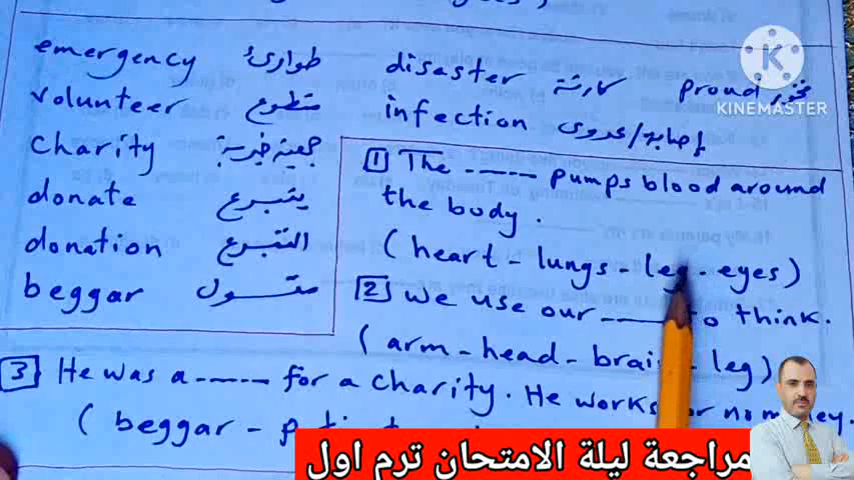 emergency طوارئ
volunteer متطوع
charity جمعية خيرية
donate يتبرع
donation التبرع
beggar متسول
disaster كارثة
proud
infection إصابة/عدوى
KINEMASTER
1 The ------ pumps blood around
the body.
(heart - lungs - leg - eyes)
2 We use our ------ to think.
(arm - head - brain - leg)
3 He was a ------ for a charity. He works for no money.
(beggar -
مراجعة ليلة الامتحان ترم اول